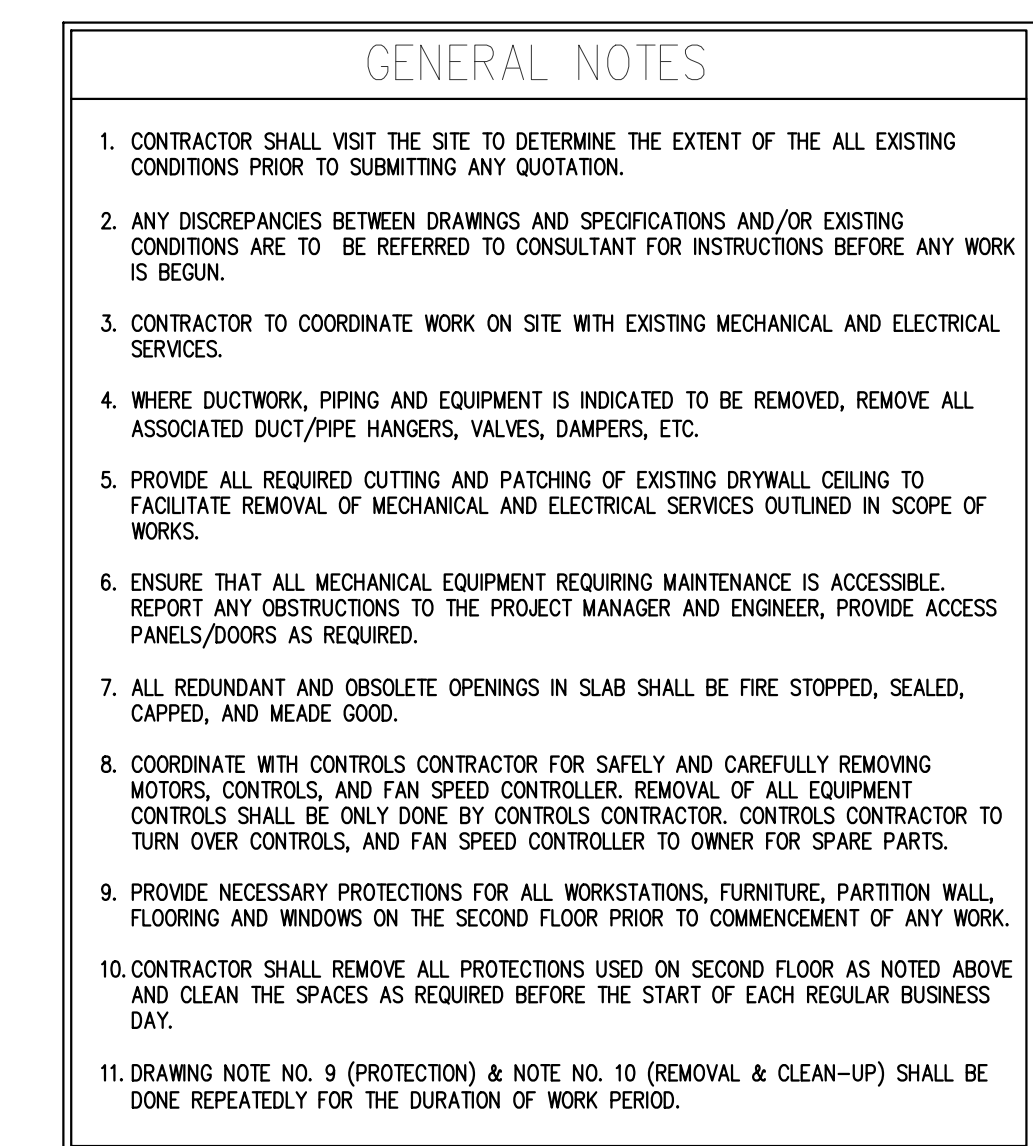 GENERAL NOTES
1. CONTRACTOR SHALL VISIT THE SITE TO DETERMINE THE EXTENT OF THE ALL EXISTING
CONDITIONS PRIOR TO SUBMITTING ANY QUOTATION.
2. ANY DISCREPANCIES BETWEEN DRAWINGS AND SPECIFICATIONS AND/OR EXISTING
CONDITIONS ARE TO BE REFERRED TO CONSULTANT FOR INSTRUCTIONS BEFORE ANY WORK
IS BEGUN.
3. CONTRACTOR TO COORDINATE WORK ON SITE WITH EXISTING MECHANICAL AND ELECTRICAL
SERVICES.
4. WHERE DUCTWORK, PIPING AND EQUIPMENT IS INDICATED TO BE REMOVED, REMOVE ALL
ASSOCIATED DUCT/PIPE HANGERS, VALVES, DAMPERS, ETC.
5. PROVIDE ALL REQUIRED CUTTING AND PATCHING OF EXISTING DRYWALL CEILING TO
FACILITATE REMOVAL OF MECHANICAL AND ELECTRICAL SERVICES OUTLINED IN SCOPE OF
WORKS.
6. ENSURE THAT ALL MECHANICAL EQUIPMENT REQUIRING MAINTENANCE IS ACCESSIBLE.
REPORT ANY OBSTRUCTIONS TO THE PROJECT MANAGER AND ENGINEER, PROVIDE ACCESS
PANELS/DOORS AS REQUIRED.
7. ALL REDUNDANT AND OBSOLETE OPENINGS IN SLAB SHALL BE FIRE STOPPED, SEALED,
CAPPED, AND MEADE GOOD.
8. COORDINATE WITH CONTROLS CONTRACTOR FOR SAFELY AND CAREFULLY REMOVING
MOTORS, CONTROLS, AND FAN SPEED CONTROLLER. REMOVAL OF ALL EQUIPMENT
CONTROLS SHALL BE ONLY DONE BY CONTROLS CONTRACTOR. CONTROLS CONTRACTOR TO
TURN OVER CONTROLS, AND FAN SPEED CONTROLLER TO OWNER FOR SPARE PARTS.
9. PROVIDE NECESSARY PROTECTIONS FOR ALL WORKSTATIONS, FURNITURE, PARTITION WALL,
FLOORING AND WINDOWS ON THE SECOND FLOOR PRIOR TO COMMENCEMENT OF ANY WORK.
10. CONTRACTOR SHALL REMOVE ALL PROTECTIONS USED ON SECOND FLOOR AS NOTED ABOVE
AND CLEAN THE SPACES AS REQUIRED BEFORE THE START OF EACH REGULAR BUSINESS
DAY.
11. DRAWING NOTE NO. 9 (PROTECTION) & NOTE NO. 10 (REMOVAL & CLEAN-UP) SHALL BE
DONE REPEATEDLY FOR THE DURATION OF WORK PERIOD.